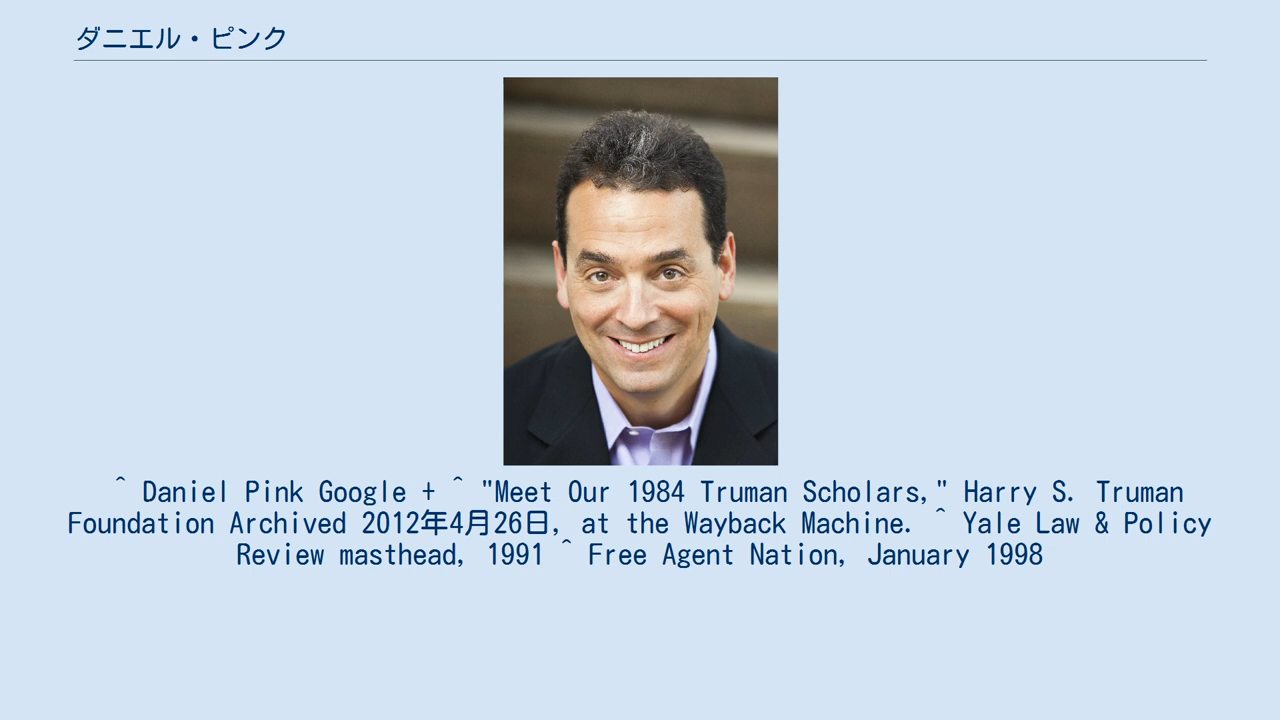 ダニエル・ピンク
^ Daniel Pink Google + ^ "Meet Our 1984 Truman Scholars," Harry S. Truman
Foundation Archived 2012年4月26日, at the Wayback Machine. ^ Yale Law & Policy
Review masthead, 1991 ^ Free Agent Nation, January 1998